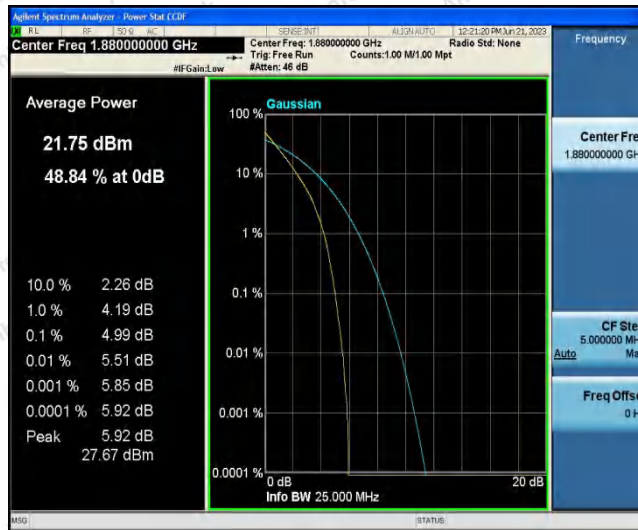 Agilent Spectrum Analyzer - Power Stat CCDF
RL RF 50 Ω AC SENSE:INT ALIGN AUTO 12:21:20 PM Jun 21, 2023
Center Freq 1.880000000 GHz
Center Freq: 1.880000000 GHz Radio Std: None
Trig: Free Run Counts:1.00 M/1.00 Mpt
#IFGain:Low #Atten: 46 dB
Frequency
Average Power
21.75 dBm
48.84 % at 0dB
10.0 % 2.26 dB
1.0 % 4.19 dB
0.1 % 4.99 dB
0.01 % 5.51 dB
0.001 % 5.85 dB
0.0001 % 5.92 dB
Peak 5.92 dB
27.67 dBm
Gaussian
100 %
10 %
1 %
0.1 %
0.01 %
0.001 %
0.0001 %
0 dB 20 dB
Info BW 25.000 MHz
Center Fre
1.880000000 GH
CF Ste
5.000000 MH
Auto Ma
Freq Offse
0 H
MSG STATUS